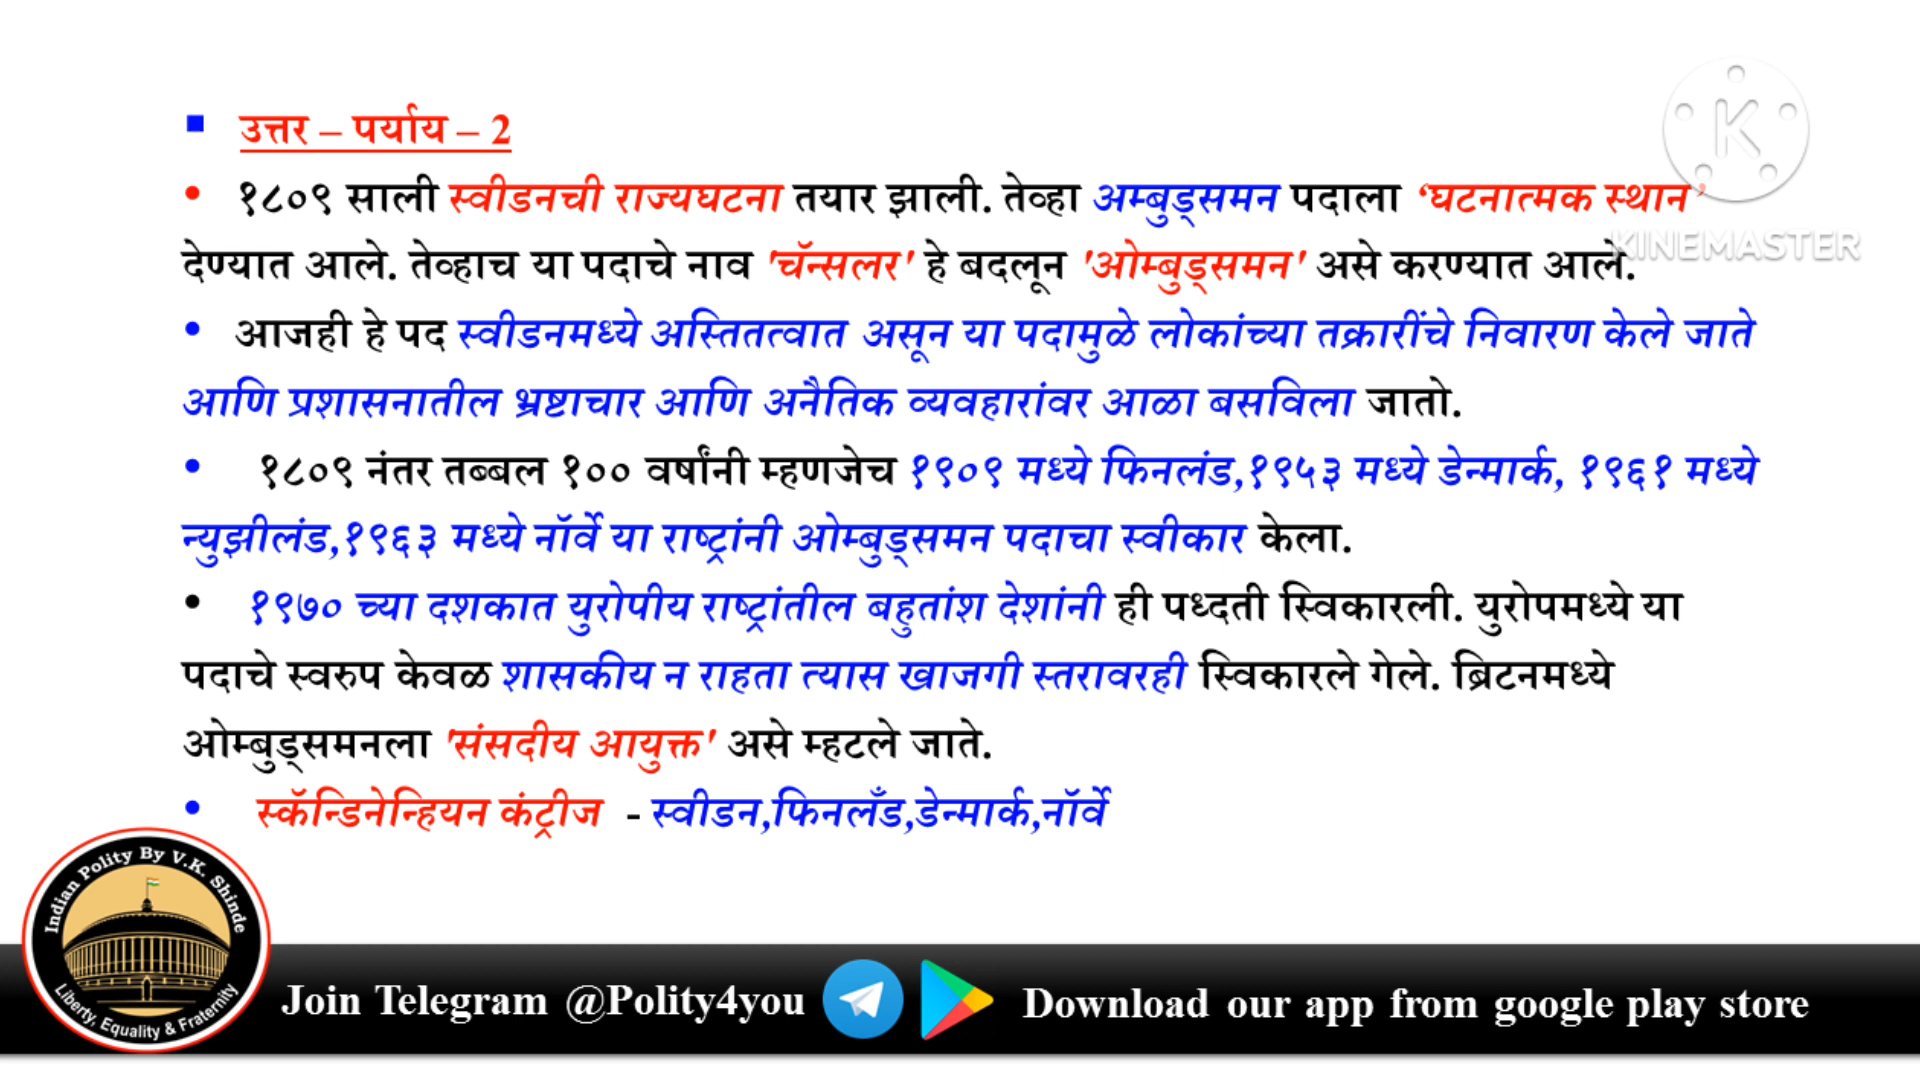 उत्तर – पर्याय – 2
१८०९ साली स्वीडनची राज्यघटना तयार झाली. तेव्हा अम्बुड्समन पदाला ‘घटनात्मक स्थान’
देण्यात आले. तेव्हाच या पदाचे नाव 'चॅन्सलर' हे बदलून 'ओम्बुड्समन' असे करण्यात आले.
आजही हे पद स्वीडनमध्ये अस्तितत्वात असून या पदामुळे लोकांच्या तक्रारींचे निवारण केले जाते
आणि प्रशासनातील भ्रष्टाचार आणि अनैतिक व्यवहारांवर आळा बसविला जातो.
१८०९ नंतर तब्बल १०० वर्षांनी म्हणजेच १९०९ मध्ये फिनलंड,१९५३ मध्ये डेन्मार्क, १९६१ मध्ये
न्युझीलंड,१९६३ मध्ये नॉर्वे या राष्ट्रांनी ओम्बुड्समन पदाचा स्वीकार केला.
१९७० च्या दशकात युरोपीय राष्ट्रांतील बहुतांश देशांनी ही पध्दती स्विकारली. युरोपमध्ये या
पदाचे स्वरुप केवळ शासकीय न राहता त्यास खाजगी स्तरावरही स्विकारले गेले. ब्रिटनमध्ये
ओम्बुड्समनला 'संसदीय आयुक्त' असे म्हटले जाते.
स्कॅन्डिनेन्हियन कंट्रीज - स्वीडन,फिनलँड,डेन्मार्क,नॉर्वे
K
KINEMASTER
Indian Polity By V.K. Shinde
Liberty, Equality & Fraternity
Join Telegram @Polity4you
Download our app from google play store